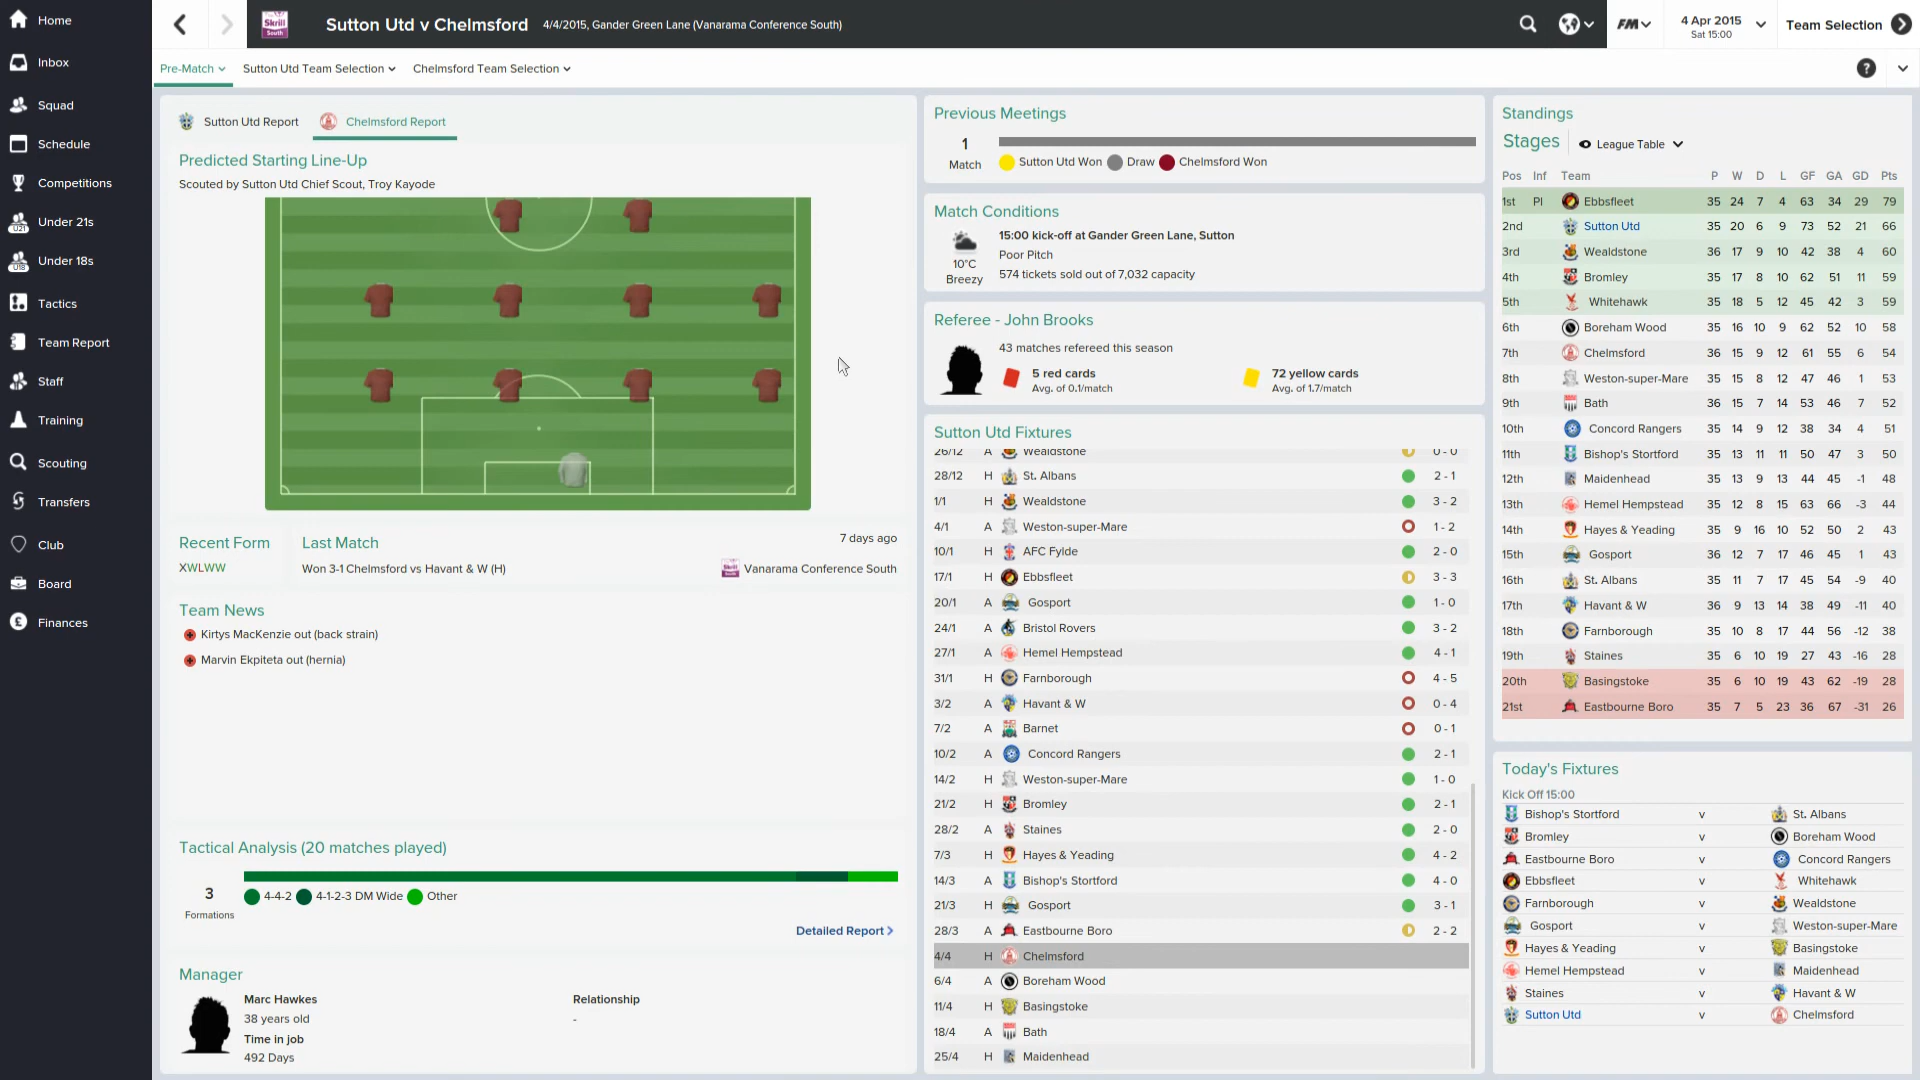 Home
Inbox
Squad
Schedule
Competitions
Under 21s
Under 18s
Tactics
Team Report
Staff
Training
Scouting
Transfers
Club
Board
Finances
Skrill South
Sutton Utd v Chelmsford 4/4/2015, Gander Green Lane (Vanarama Conference South)
FM 4 Apr 2015 Team Selection
Sat 15:00
Pre-Match Sutton Utd Team Selection Chelmsford Team Selection ?
Sutton Utd Report Chelmsford Report
Predicted Starting Line-Up
Scouted by Sutton Utd Chief Scout, Troy Kayode
Recent Form Last Match 7 days ago
XWLWW Won 3-1 Chelmsford vs Havant & W (H) Vanarama Conference South
Team News
Kirtys MacKenzie out (back strain)
Marvin Ekpiteta out (hernia)
Tactical Analysis (20 matches played)
3 Formations
4-4-2 4-1-2-3 DM Wide Other
Detailed Report >
Manager
Marc Hawkes Relationship
38 years old -
Time in job
492 Days
Previous Meetings
1 Match
Sutton Utd Won Draw Chelmsford Won
Match Conditions
15:00 kick-off at Gander Green Lane, Sutton
10°C Poor Pitch
Breezy 574 tickets sold out of 7,032 capacity
Referee - John Brooks
43 matches refereed this season
5 red cards 72 yellow cards
Avg. of 0.1/match Avg. of 1.7/match
Sutton Utd Fixtures
26/12 A Wealdstone 0 - 0
28/12 H St. Albans 2 - 1
1/1 H Wealdstone 3 - 2
4/1 A Weston-super-Mare 1 - 2
10/1 H AFC Fylde 2 - 0
17/1 H Ebbsfleet 3 - 3
20/1 A Gosport 1 - 0
24/1 A Bristol Rovers 3 - 2
27/1 A Hemel Hempstead 4 - 1
31/1 H Farnborough 4 - 5
3/2 A Havant & W 0 - 4
7/2 A Barnet 0 - 1
10/2 A Concord Rangers 2 - 1
14/2 H Weston-super-Mare 1 - 0
21/2 H Bromley 2 - 1
28/2 A Staines 2 - 0
7/3 H Hayes & Yeading 4 - 2
14/3 A Bishop's Stortford 4 - 0
21/3 H Gosport 3 - 1
28/3 A Eastbourne Boro 2 - 2
4/4 H Chelmsford
6/4 A Boreham Wood
11/4 H Basingstoke
18/4 A Bath
25/4 H Maidenhead
Standings
Stages League Table
Pos Inf Team P W D L GF GA GD Pts
1st Pl Ebbsfleet 35 24 7 4 63 34 29 79
2nd Sutton Utd 35 20 6 9 73 52 21 66
3rd Wealdstone 36 17 9 10 42 38 4 60
4th Bromley 35 17 8 10 62 51 11 59
5th Whitehawk 35 18 5 12 45 42 3 59
6th Boreham Wood 35 16 10 9 62 52 10 58
7th Chelmsford 36 15 9 12 61 55 6 54
8th Weston-super-Mare 35 15 8 12 47 46 1 53
9th Bath 36 15 7 14 53 46 7 52
10th Concord Rangers 35 14 9 12 38 34 4 51
11th Bishop's Stortford 35 13 11 11 50 47 3 50
12th Maidenhead 35 13 9 13 44 45 -1 48
13th Hemel Hempstead 35 12 8 15 63 66 -3 44
14th Hayes & Yeading 35 9 16 10 52 50 2 43
15th Gosport 36 12 7 17 46 45 1 43
16th St. Albans 35 11 7 17 45 54 -9 40
17th Havant & W 36 9 13 14 38 49 -11 40
18th Farnborough 35 10 8 17 44 56 -12 38
19th Staines 35 6 10 19 27 43 -16 28
20th Basingstoke 35 6 10 19 43 62 -19 28
21st Eastbourne Boro 35 7 5 23 36 67 -31 26
Today's Fixtures
Kick Off 15:00
Bishop's Stortford v St. Albans
Bromley v Boreham Wood
Eastbourne Boro v Concord Rangers
Ebbsfleet v Whitehawk
Farnborough v Wealdstone
Gosport v Weston-super-Mare
Hayes & Yeading v Basingstoke
Hemel Hempstead v Maidenhead
Staines v Havant & W
Sutton Utd v Chelmsford